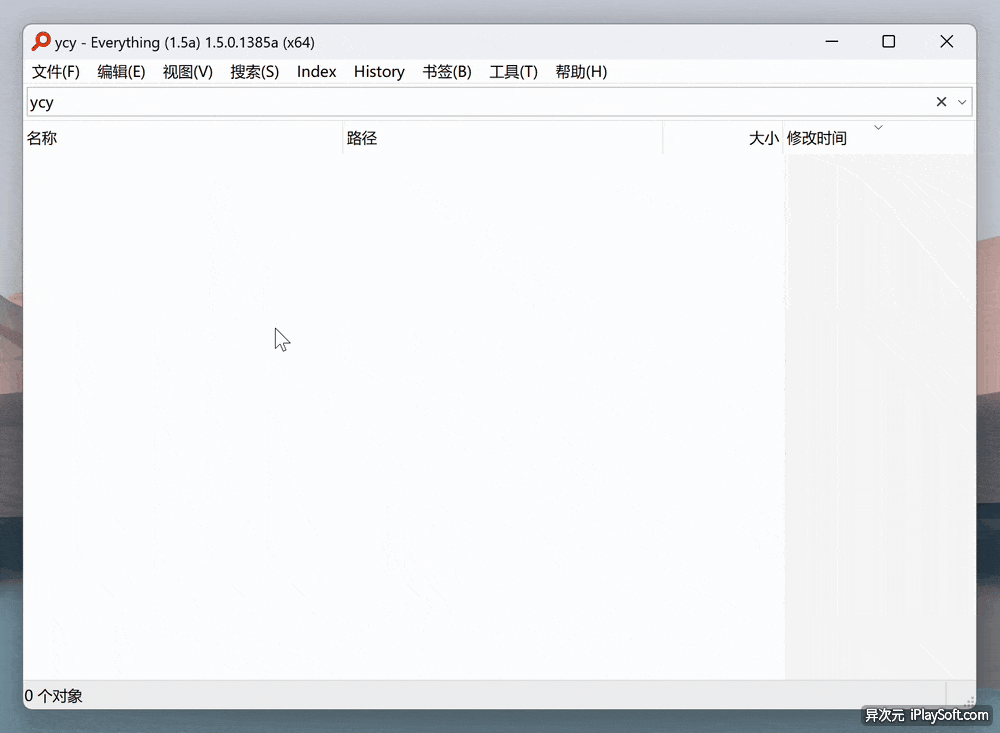 ycy - Everything (1.5a) 1.5.0.1385a (x64)
文件(F) 编辑(E) 视图(V) 搜索(S) Index History 书签(B) 工具(T) 帮助(H)
ycy
名称 路径 大小 修改时间
0 个对象
异次元 iPlaySoft.com